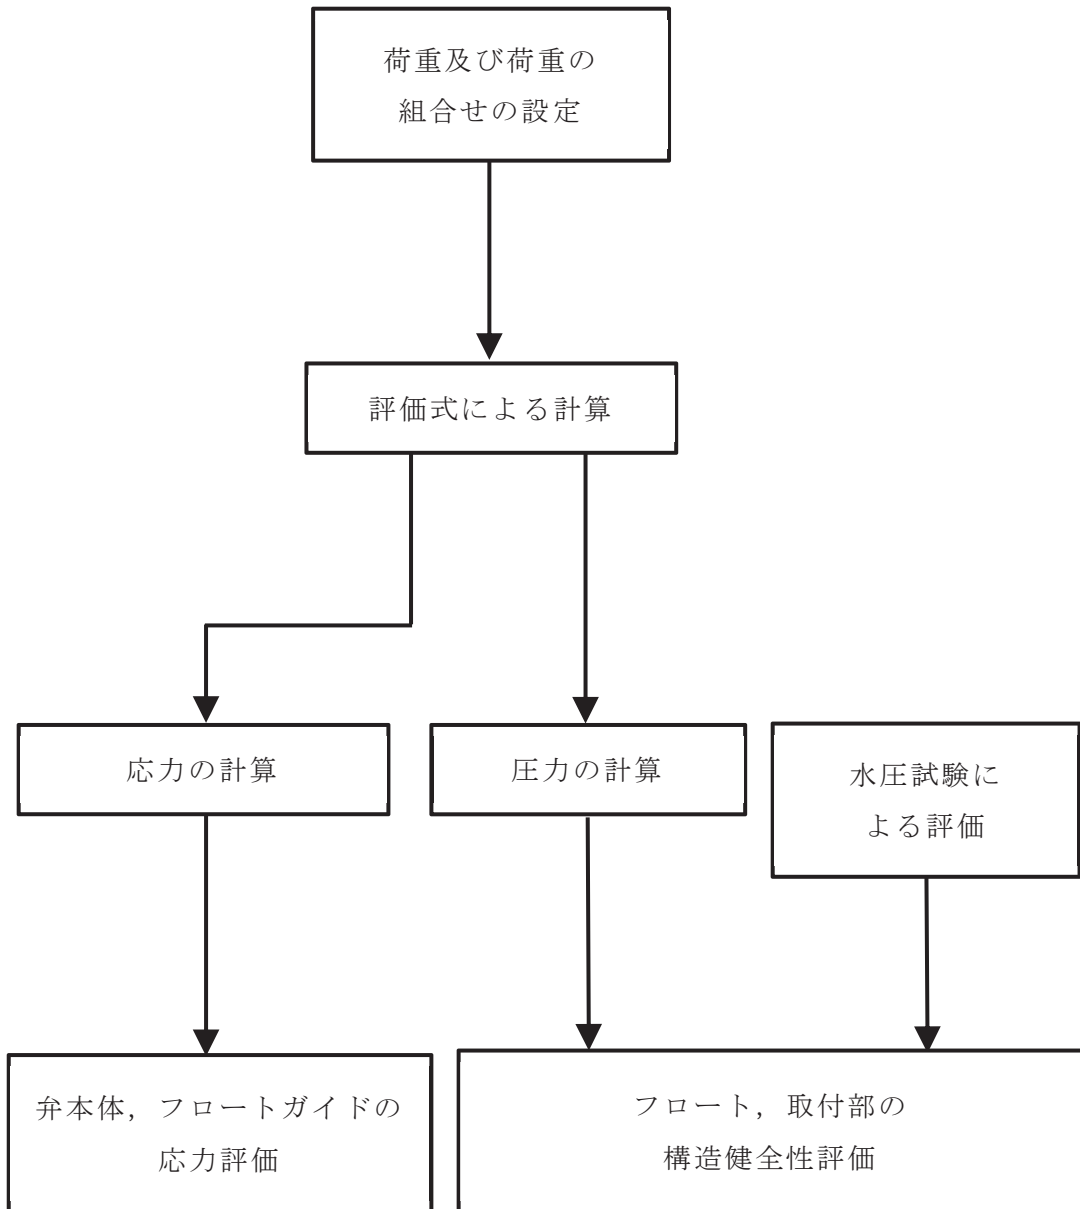 荷重及び荷重の
組合せの設定
評価式による計算
応力の計算
圧力の計算
水圧試験に
よる評価
弁本体，フロートガイドの
応力評価
フロート，取付部の
構造健全性評価